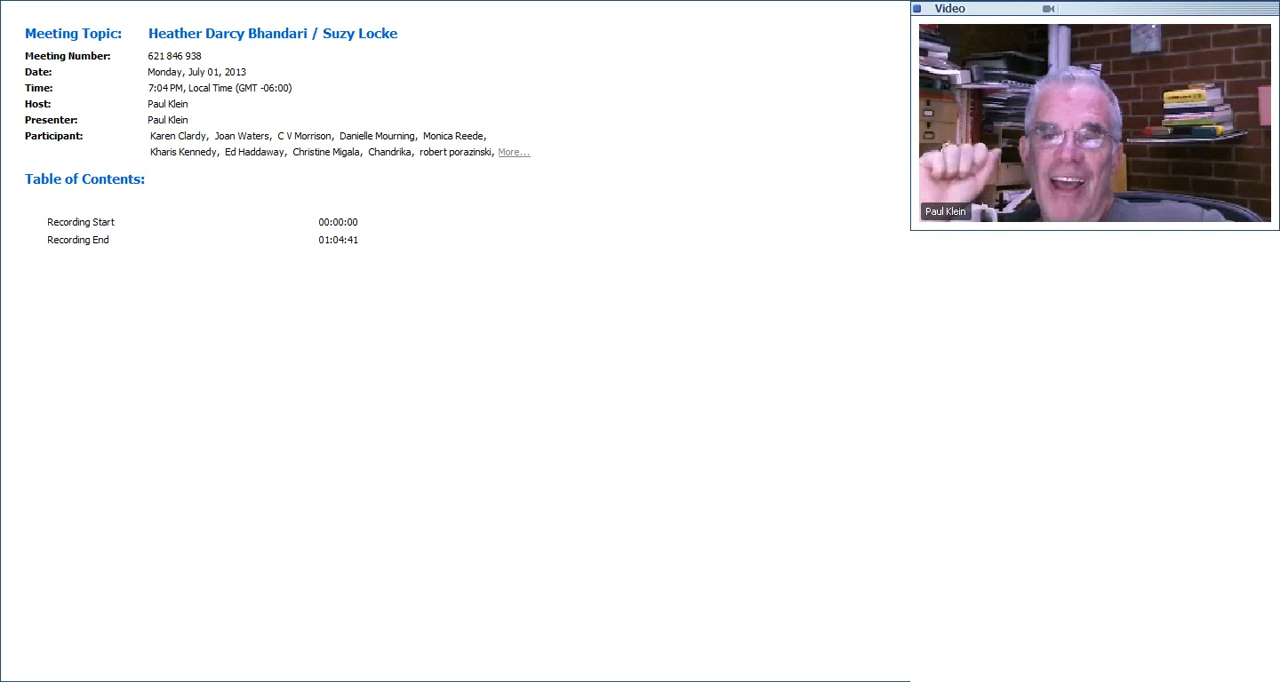 Meeting Topic: Heather Darcy Bhandari / Suzy Locke
Meeting Number: 621 846 938
Date: Monday, July 01, 2013
Time: 7:04 PM, Local Time (GMT -06:00)
Host: Paul Klein
Presenter: Paul Klein
Participant: Karen Clardy, Joan Waters, C V Morrison, Danielle Mourning, Monica Reede,
Kharis Kennedy, Ed Haddaway, Christine Migala, Chandrika, robert porazinski, More...
Table of Contents:
Recording Start 00:00:00
Recording End 01:04:41
Video
Paul Klein